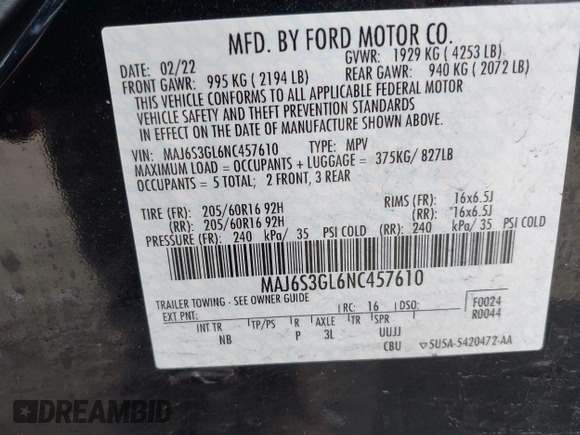 MFD. BY FORD MOTOR CO.
DATE: 02/22 GVWR: 1929 KG ( 4253 LB)
FRONT GAWR: 995 KG ( 2194 LB) REAR GAWR: 940 KG ( 2072 LB)
THIS VEHICLE CONFORMS TO ALL APPLICABLE FEDERAL MOTOR
VEHICLE SAFETY AND THEFT PREVENTION STANDARDS
IN EFFECT ON THE DATE OF MANUFACTURE SHOWN ABOVE.
VIN: MAJ6S3GL6NC457610 TYPE: MPV
MAXIMUM LOAD = OCCUPANTS + LUGGAGE = 375KG/ 827LB
OCCUPANTS = 5 TOTAL; 2 FRONT, 3 REAR
TIRE (FR): 205/60R16 92H RIMS (FR): 16x6.5J
(RR): 205/60R16 92H (RR): 16x6.5J
PRESSURE (FR): 240 kPa/ 35 PSI COLD (RR): 240 kPa/ 35 PSI COLD
MAJ6S3GL6NC457610
TRAILER TOWING - SEE OWNER GUIDE
EXT PNT: RC: 16 DSO: F0024
R0044
INT TR TP/PS R AXLE TR SPR UUJJ
NB P 3L CBU 5U5A-5420472-AA
DREAMBID